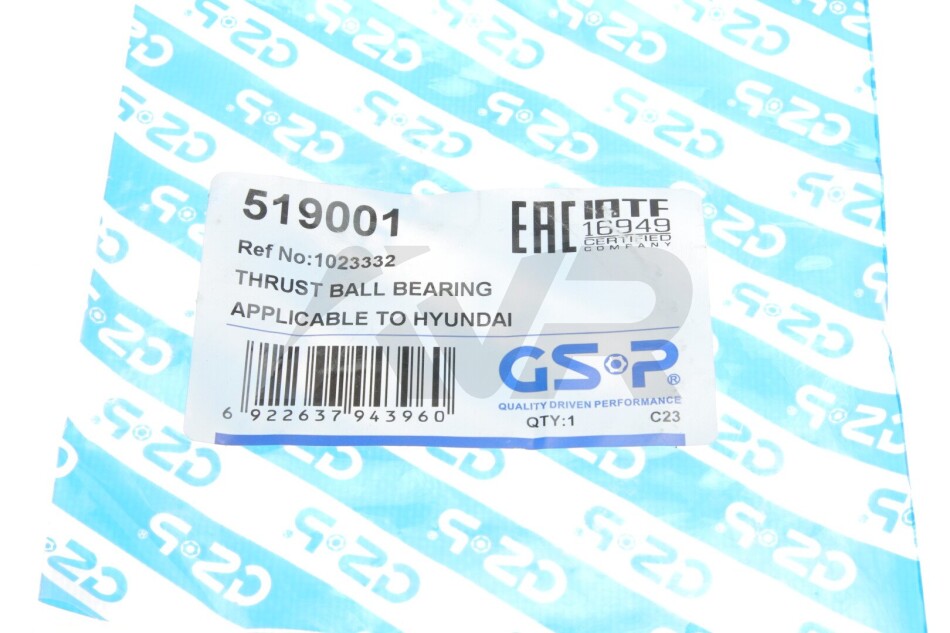 519001
Ref No:1023332
THRUST BALL BEARING
APPLICABLE TO HYUNDAI
6 922637 943960
EAC IATF
16949
CERTIFIED
COMPANY
GSP®
QUALITY DRIVEN PERFORMANCE
QTY:1 C23